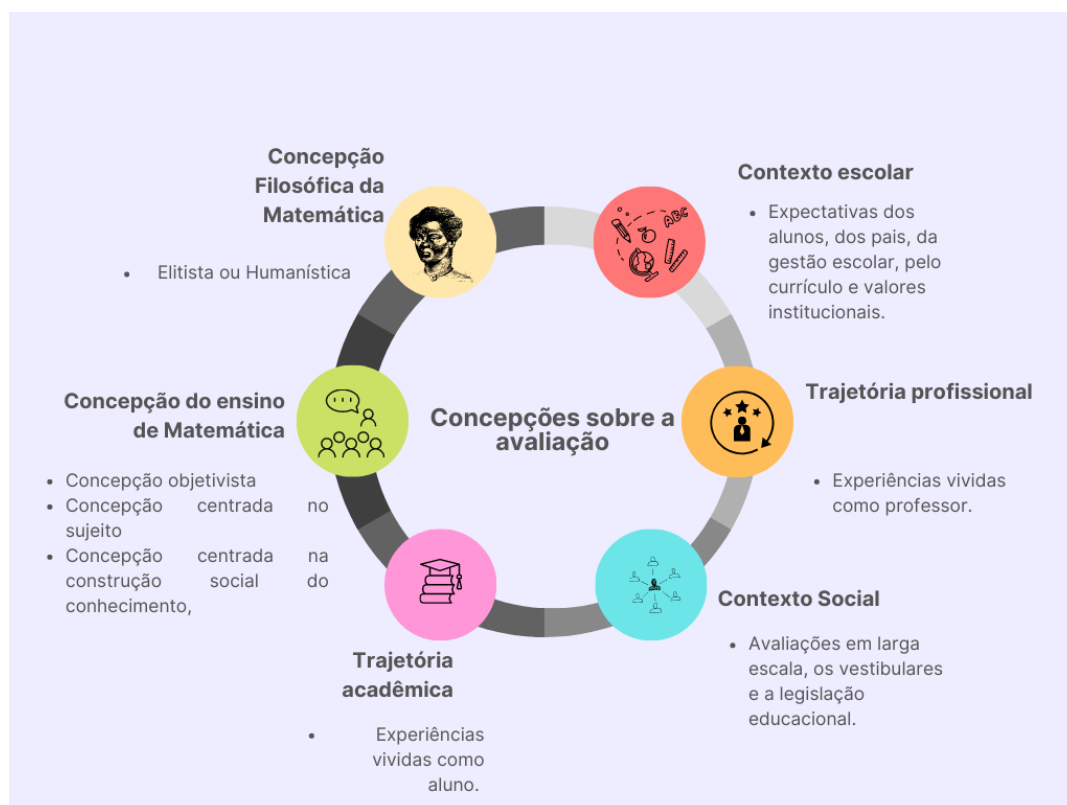 Concepção
Filosófica da
Matemática
• Elitista ou Humanística
Contexto escolar
• Expectativas dos
alunos, dos pais, da
gestão escolar, pelo
currículo e valores
institucionais.
ABC
Concepção do ensino
de Matemática
• Concepção objetivista
• Concepção centrada no
sujeito
• Concepção centrada na
construção social do
conhecimento,
Concepções sobre a
avaliação
Trajetória profissional
• Experiências vividas
como professor.
Trajetória
acadêmica
• Experiências
vividas como
aluno.
Contexto Social
• Avaliações em larga
escala, os vestibulares
e a legislação
educacional.